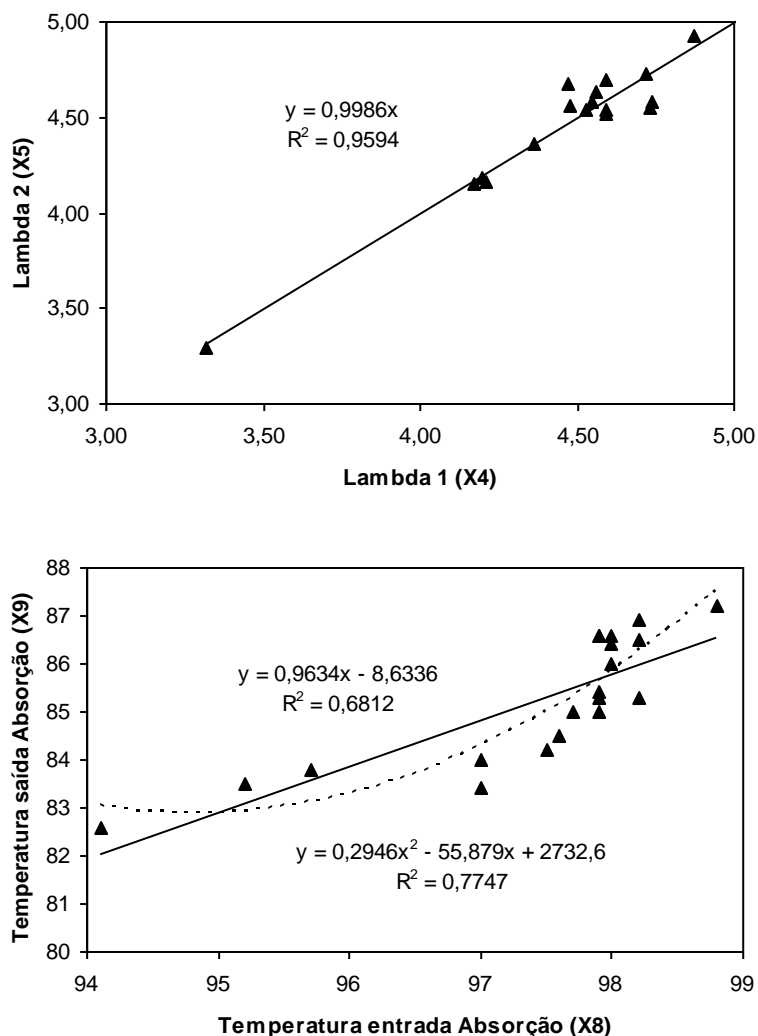 5,00
4,50
4,00
3,50
3,00
Lambda 2 (X5)
y = 0,9986x
R² = 0,9594
3,00 3,50 4,00 4,50 5,00
Lambda 1 (X4)
88
87
86
85
84
83
82
81
80
Temperatura saída Absorção (X9)
y = 0,9634x - 8,6336
R² = 0,6812
y = 0,2946x² - 55,879x + 2732,6
R² = 0,7747
94 95 96 97 98 99
Temperatura entrada Absorção (X8)